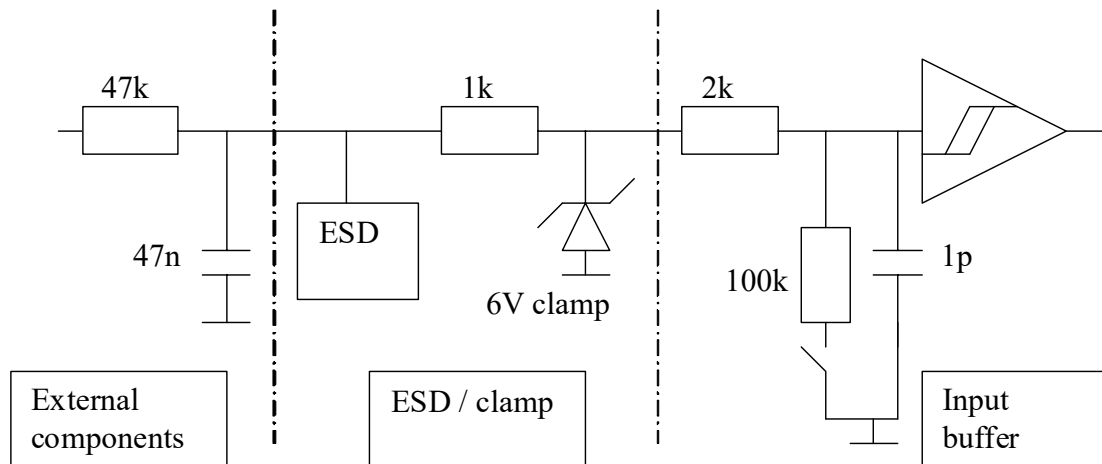 47k
1k
2k
ESD
47n
100k
1p
6V clamp
External
components
ESD / clamp
Input
buffer